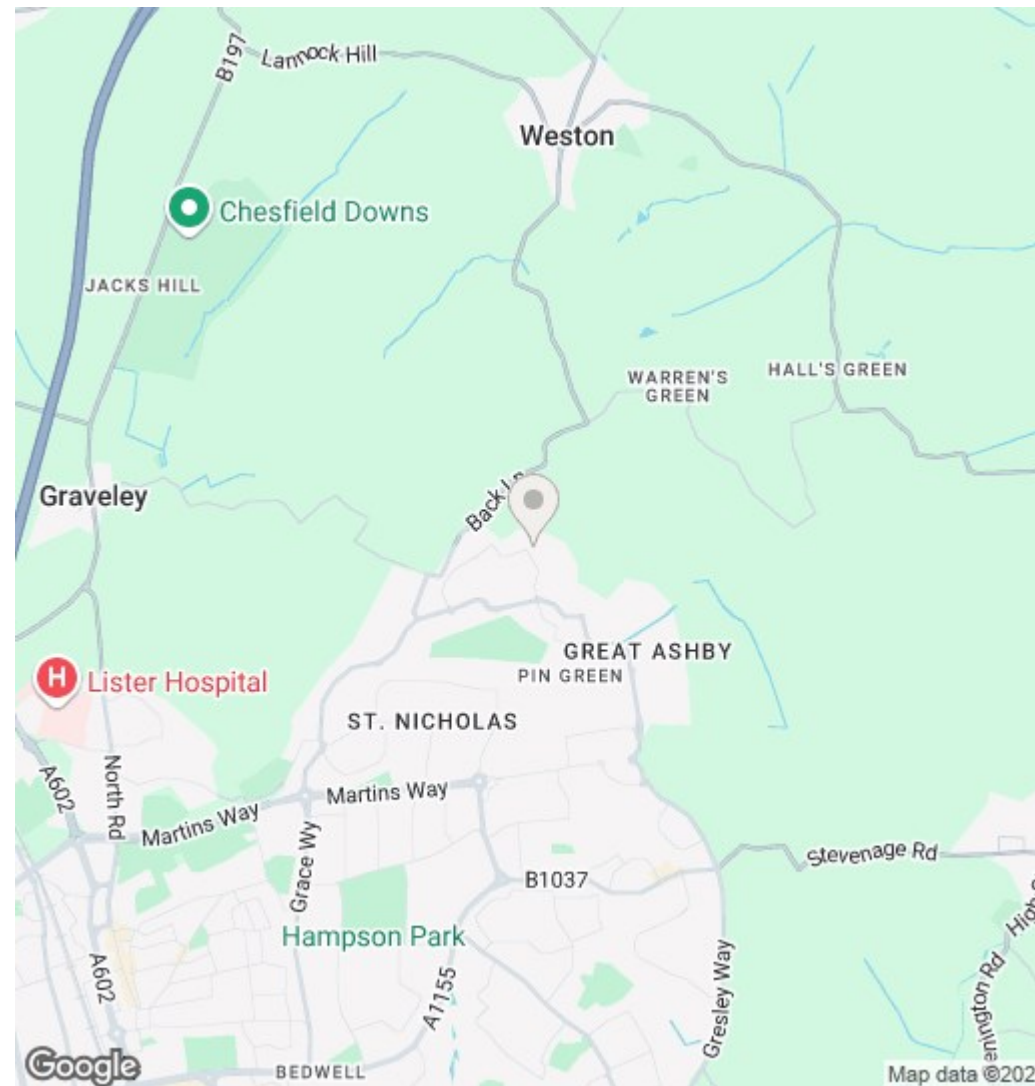 Lannock Hill
B197
Weston
Chesfield Downs
JACKS HILL
WARREN'S
GREEN
HALL'S GREEN
Graveley
Back Ln
GREAT ASHBY
PIN GREEN
H
Lister Hospital
ST. NICHOLAS
A602
North Rd
Martins Way
Martins Way
Grace Wy
Stevenage Rd
B1037
Hampson Park
A602
A1155
Gresley Way
BEDWELL
Google
Map data ©202